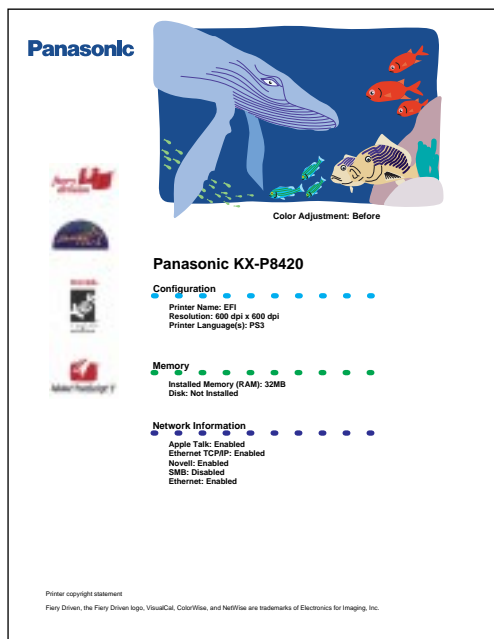 Panasonic
Color Adjustment: Before
Panasonic KX-P8420
Configuration
Printer Name: EFI
Resolution: 600 dpi x 600 dpi
Printer Language(s): PS3
Memory
Installed Memory (RAM): 32MB
Disk: Not Installed
Network Information
Apple Talk: Enabled
Ethernet TCP/IP: Enabled
Novell: Enabled
SMB: Disabled
Ethernet: Enabled
Printer copyright statement
Fiery Driven, the Fiery Driven logo, VisualCal, ColorWise, and NetWise are trademarks of Electronics for Imaging, Inc.